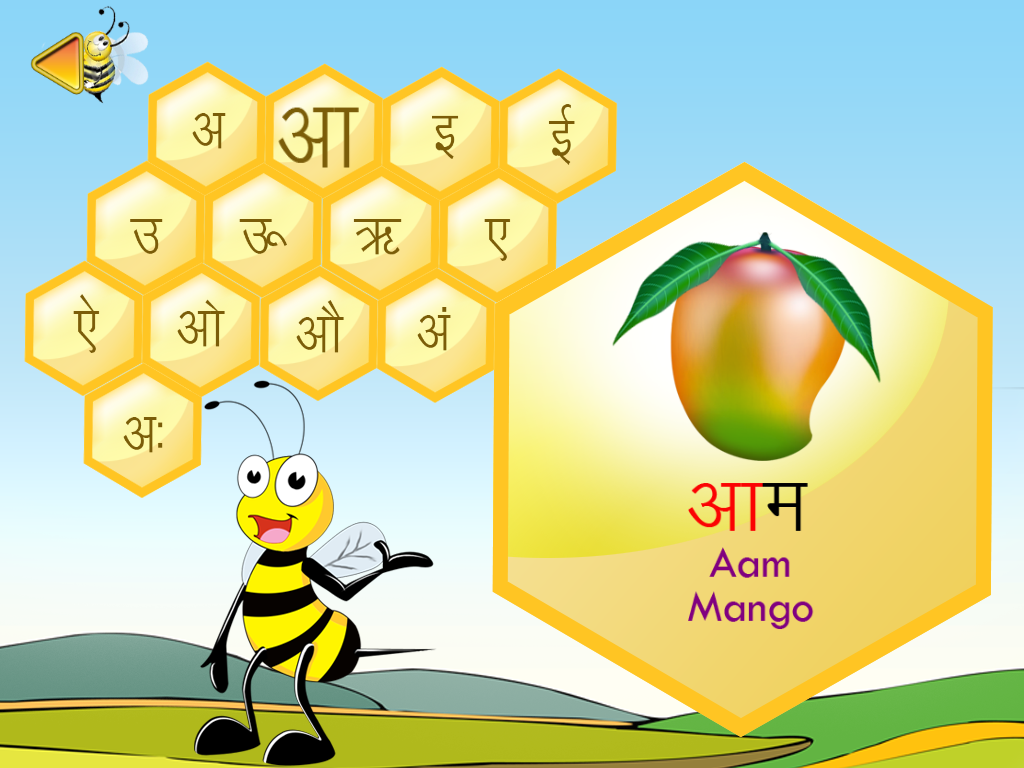 अ आ इ ई
उ ऊ ऋ ए
ऐ ओ औ अं
अः
आम
Aam
Mango